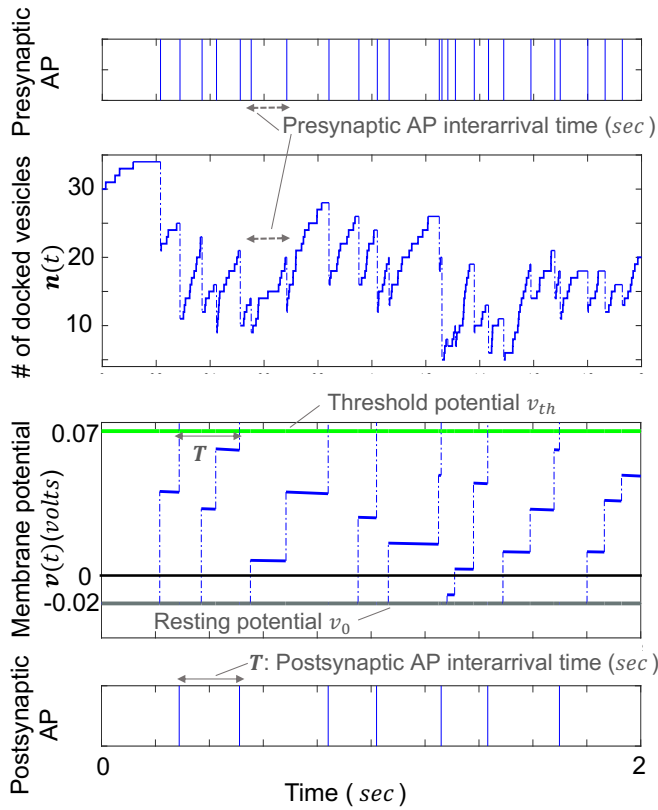 Presynaptic
AP
Presynaptic AP interarrival time (sec)
# of docked vesicles
n(t)
30
20
10
Threshold potential v_th
Membrane potential
v(t)(volts)
0.07
T
0
-0.02
Resting potential v_0
Postsynaptic
AP
T: Postsynaptic AP interarrival time (sec)
0
2
Time (sec)